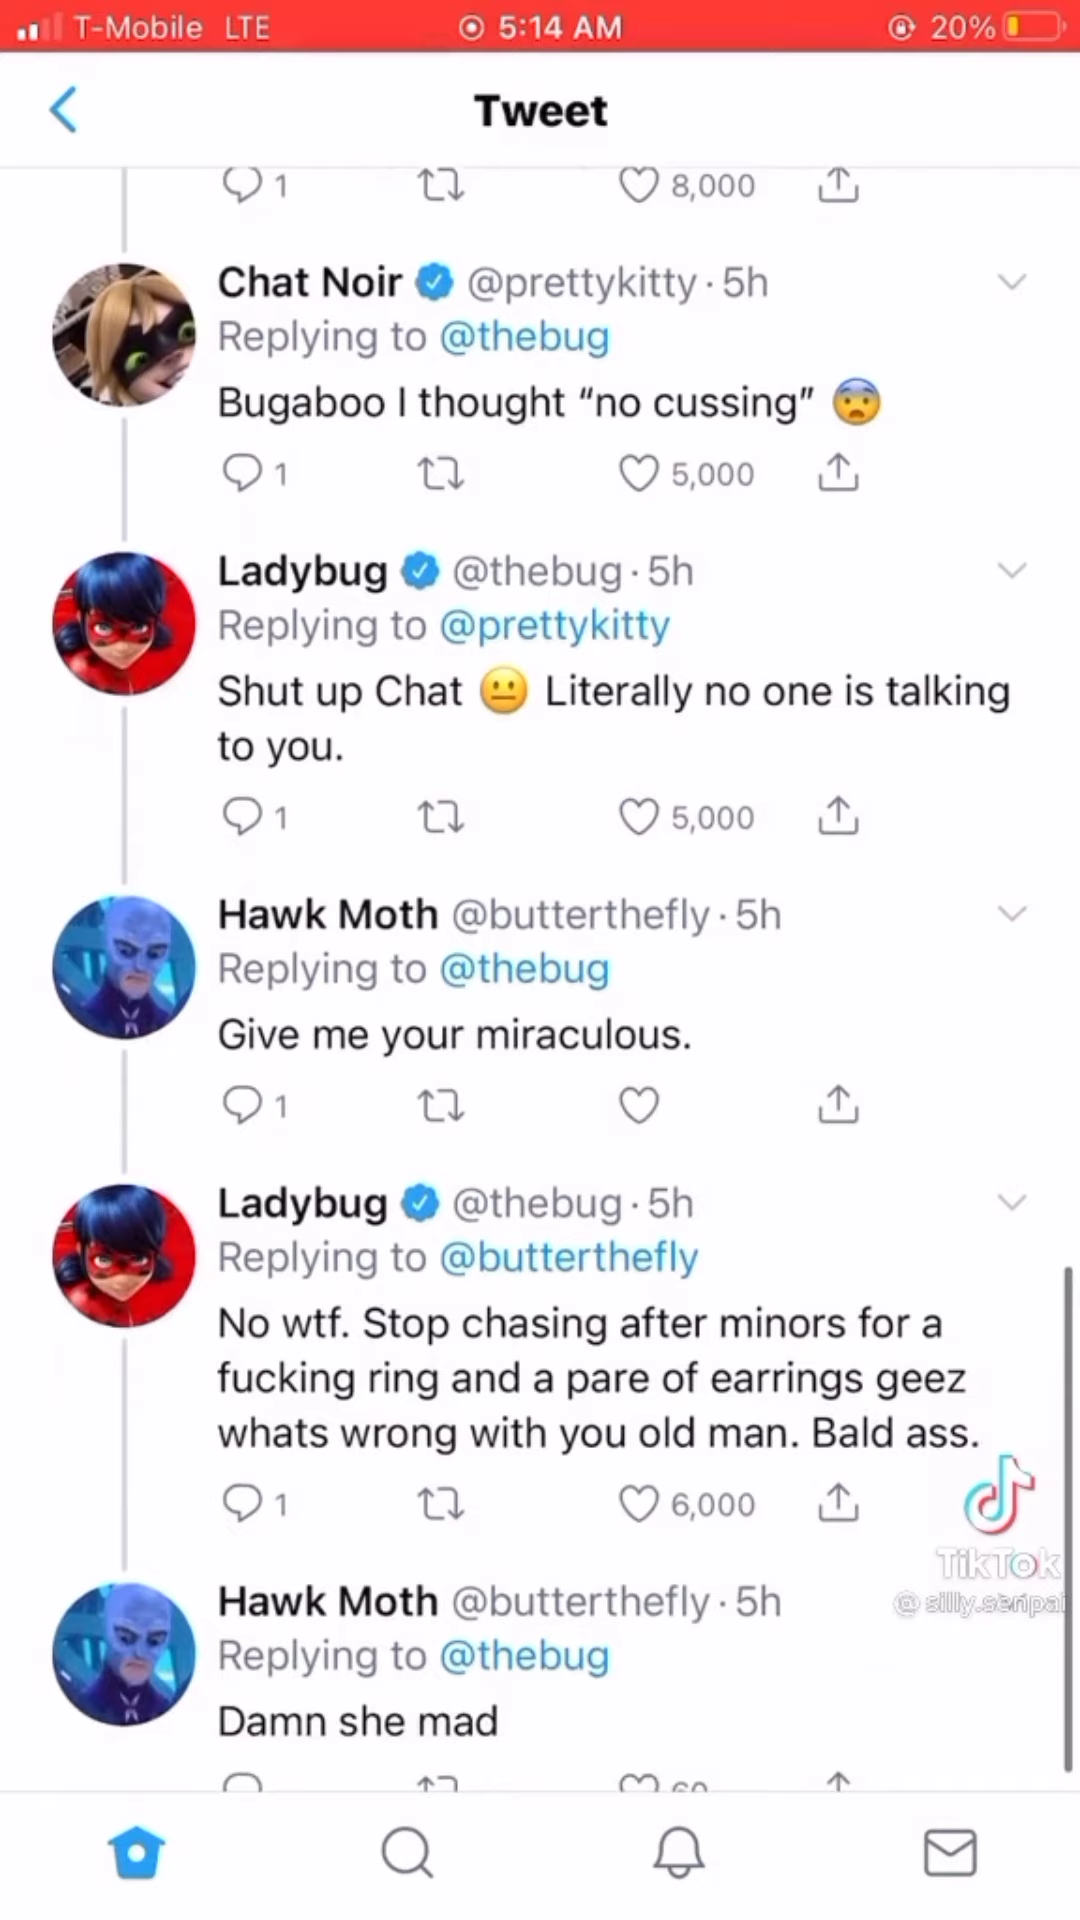 T-Mobile LTE 5:14 AM 20%
Tweet
1 8,000
Chat Noir @prettykitty · 5h
Replying to @thebug
Bugaboo I thought “no cussing” 😨
1 5,000
Ladybug @thebug · 5h
Replying to @prettykitty
Shut up Chat 😐 Literally no one is talking
to you.
1 5,000
Hawk Moth @butterthefly · 5h
Replying to @thebug
Give me your miraculous.
1
Ladybug @thebug · 5h
Replying to @butterthefly
No wtf. Stop chasing after minors for a
fucking ring and a pare of earrings geez
whats wrong with you old man. Bald ass.
1 6,000
TikTok
@silly.senpai
Hawk Moth @butterthefly · 5h
Replying to @thebug
Damn she mad